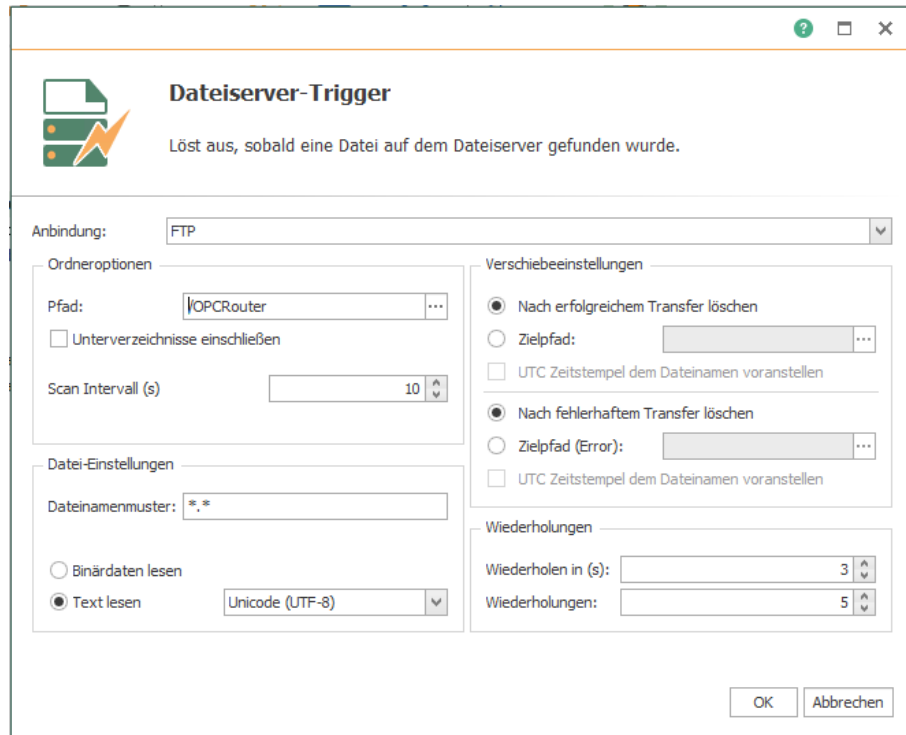 Dateiserver-Trigger
Löst aus, sobald eine Datei auf dem Dateiserver gefunden wurde.
Anbindung: FTP
Ordneroptionen
Pfad: /OPCRouter ...
Unterverzeichnisse einschließen
Scan Intervall (s) 10
Datei-Einstellungen
Dateinamenmuster: *.*
Binärdaten lesen
Text lesen Unicode (UTF-8)
Verschiebeeinstellungen
Nach erfolgreichem Transfer löschen
Zielpfad: ...
UTC Zeitstempel dem Dateinamen voranstellen
Nach fehlerhaftem Transfer löschen
Zielpfad (Error): ...
UTC Zeitstempel dem Dateinamen voranstellen
Wiederholungen
Wiederholen in (s): 3
Wiederholungen: 5
OK Abbrechen